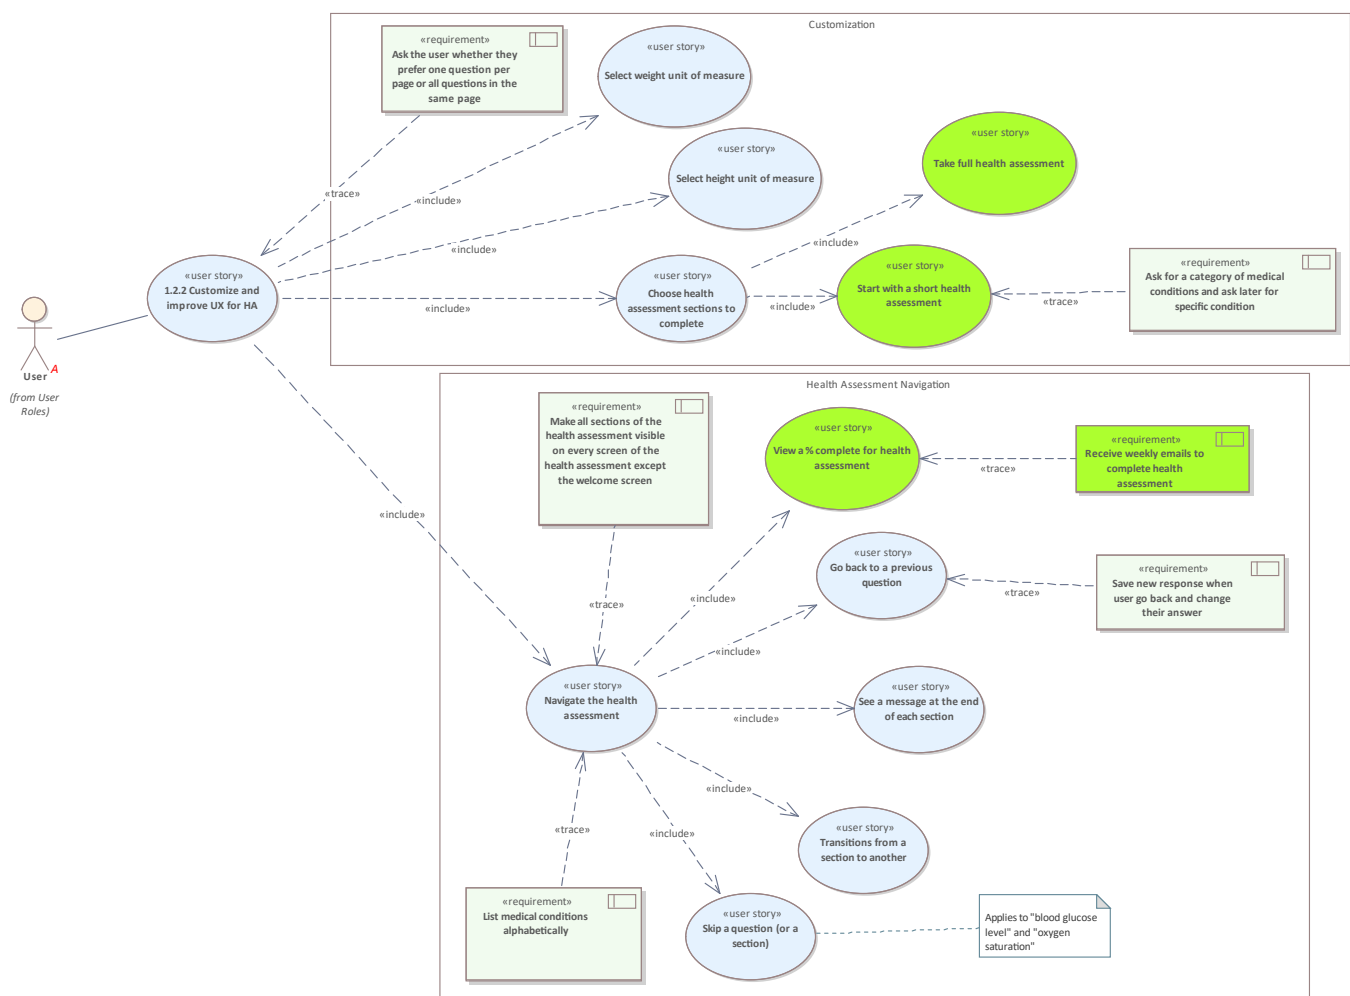 Customization
«requirement»
Ask the user whether they
prefer one question per
page or all questions in the
same page
«user story»
Select weight unit of measure
«user story»
Select height unit of measure
«user story»
Take full health assessment
«trace»
«include»
«include»
«include»
«user story»
1.2.2 Customize and
improve UX for HA
«include»
«user story»
Choose health
assessment sections to
complete
«include»
«user story»
Start with a short health
assessment
«trace»
«requirement»
Ask for a category of medical
conditions and ask later for
specific condition
User
A
(from User
Roles)
Health Assessment Navigation
«requirement»
Make all sections of the
health assessment visible
on every screen of the
health assessment except
the welcome screen
«user story»
View a % complete for health
assessment
«trace»
«requirement»
Receive weekly emails to
complete health
assessment
«include»
«user story»
Go back to a previous
question
«trace»
«requirement»
Save new response when
user go back and change
their answer
«trace»
«include»
«include»
«user story»
Navigate the health
assessment
«include»
«user story»
See a message at the end
of each section
«include»
«trace»
«include»
«user story»
Transitions from a
section to another
«requirement»
List medical conditions
alphabetically
«user story»
Skip a question (or a
section)
Applies to "blood glucose
level" and "oxygen
saturation"